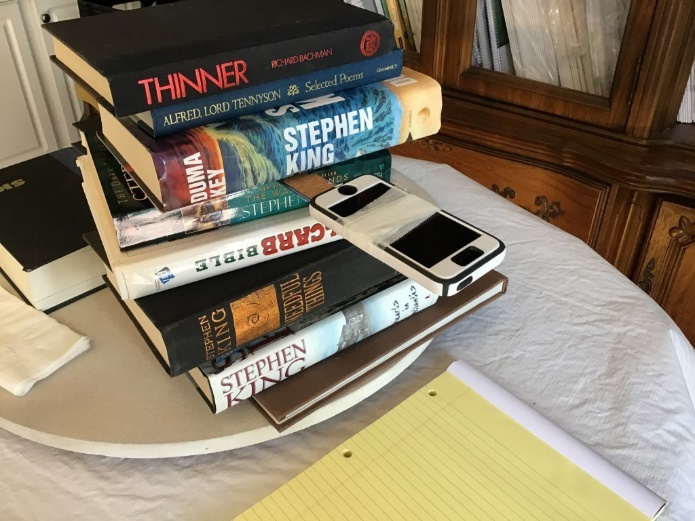 THINNER RICHARD BACHMAN
ALFRED, LORD TENNYSON Selected Poems
DUMA KEY STEPHEN KING
STEPHEN
-CARB BIBLE
STEPHEN KING NEEDFUL THINGS
STEPHEN KING